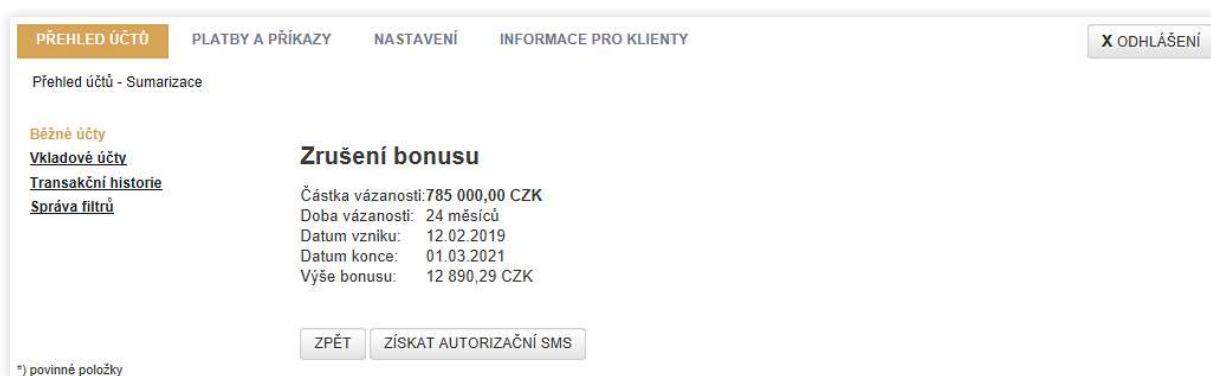 PŘEHLED ÚČTŮ PLATBY A PŘÍKAZY NASTAVENÍ INFORMACE PRO KLIENTY X ODHLÁŠENÍ
Přehled účtů - Sumarizace
Běžné účty
Vkladové účty
Transakční historie
Správa filtrů
Zrušení bonusu
Částka vázanosti:785 000,00 CZK
Doba vázanosti: 24 měsíců
Datum vzniku: 12.02.2019
Datum konce: 01.03.2021
Výše bonusu: 12 890,29 CZK
ZPĚT ZÍSKAT AUTORIZAČNÍ SMS
*) povinné položky